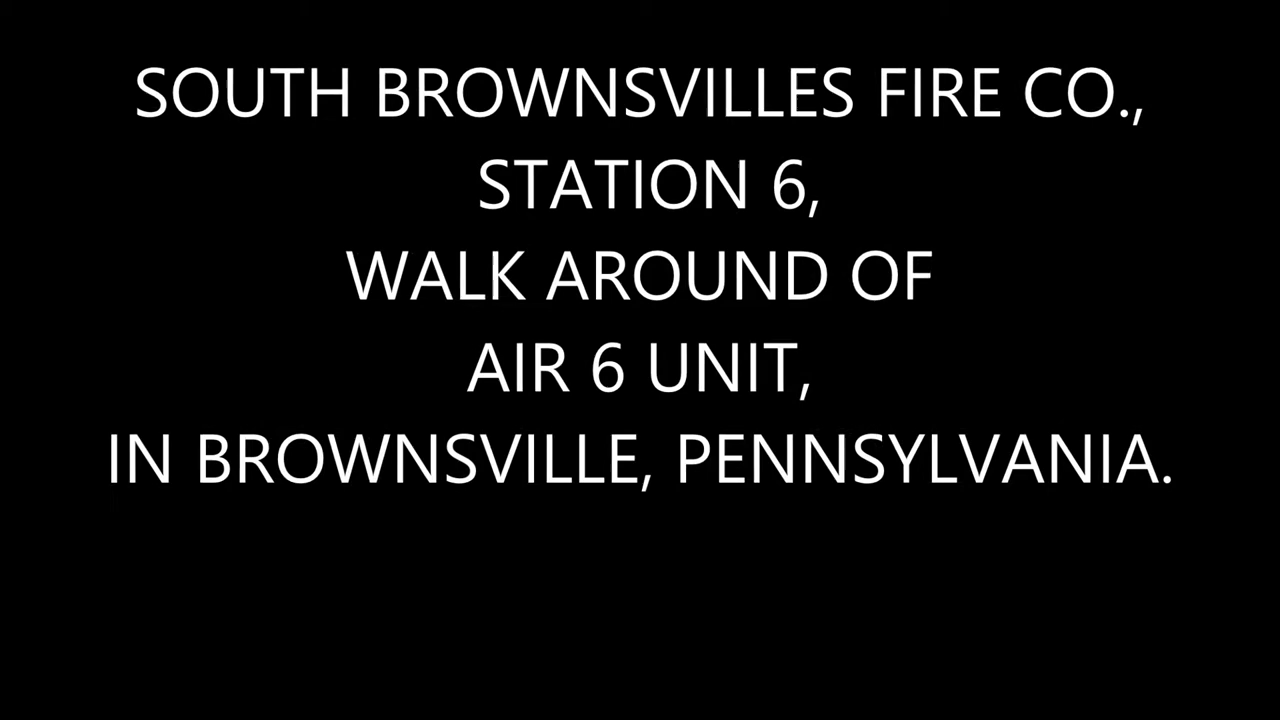 SOUTH BROWNSVILLES FIRE CO.,
STATION 6,
WALK AROUND OF
AIR 6 UNIT,
IN BROWNSVILLE, PENNSYLVANIA.